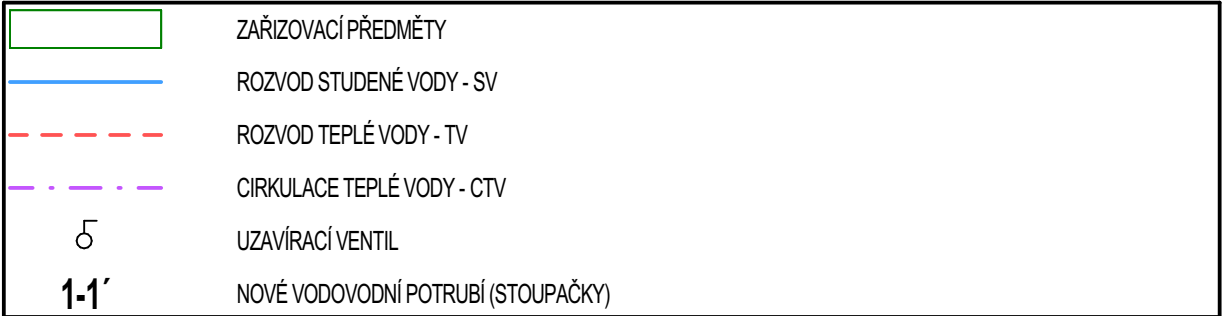 ZAŘIZOVACÍ PŘEDMĚTY
ROZVOD STUDENÉ VODY - SV
ROZVOD TEPLÉ VODY - TV
CIRKULACE TEPLÉ VODY - CTV
UZAVÍRACÍ VENTIL
1-1´ NOVÉ VODOVODNÍ POTRUBÍ (STOUPAČKY)